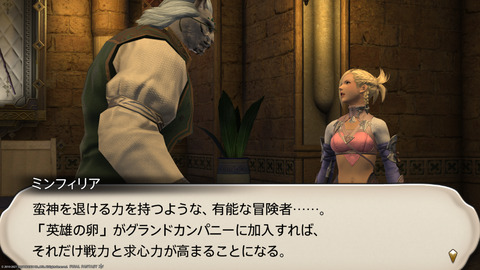 ミンフィリア
蛮神を退ける力を持つような、有能な冒険者……。
「英雄の卵」がグランドカンパニーに加入すれば、
それだけ戦力と求心力が高まることになる。